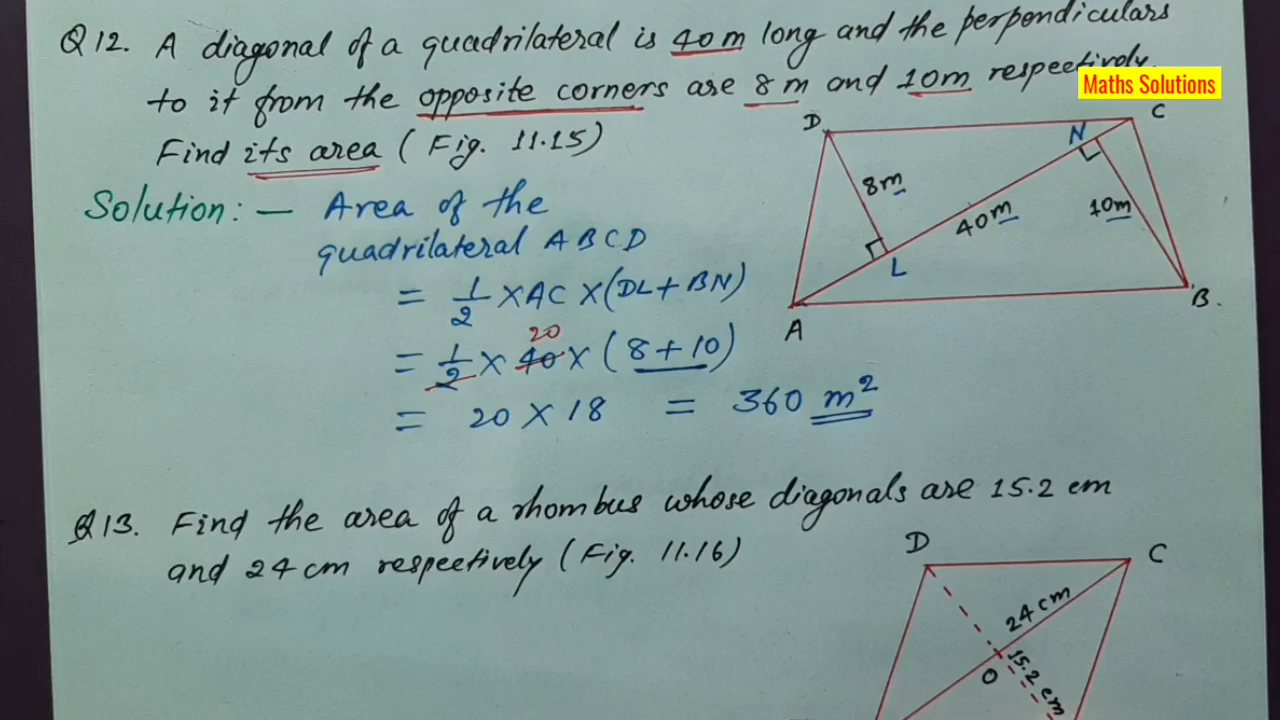 Q12. A diagonal of a quadrilateral is 40m long and the perpendiculars
to it from the opposite corners are 8 m and 10m respectively.
Maths Solutions
Find its area (Fig. 11.15)
D
C
N
8m
40m
10m
L
A
B.
Solution: — Area of the
quadrilateral ABCD
= 1/2 X AC X (DL + BN)
20
= 1/2 X 40 X (8 + 10)
= 20 X 18 = 360 m²
Q13. Find the area of a rhombus whose diagonals are 15.2 cm
and 24 cm respectively (Fig. 11.16)
D
C
24 cm
O
15.2 cm